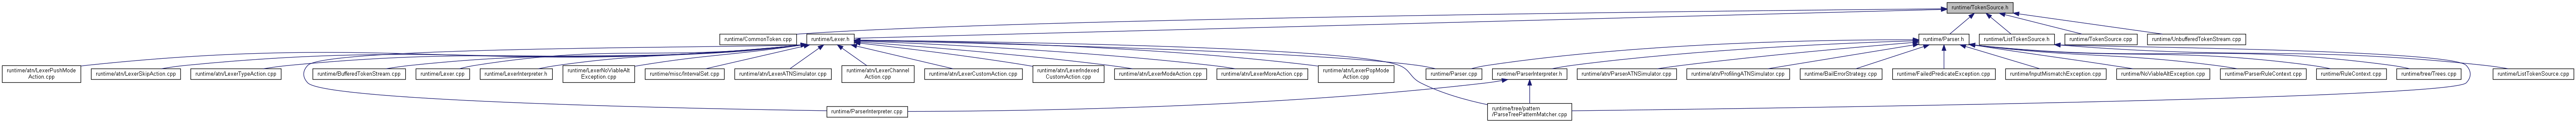 runtime/TokenSource.h
runtime/CommonToken.cpp
runtime/Lexer.h
runtime/Parser.h
runtime/ListTokenSource.h
runtime/TokenSource.cpp
runtime/UnbufferedTokenStream.cpp
runtime/atn/LexerPushMode
Action.cpp
runtime/atn/LexerSkipAction.cpp
runtime/atn/LexerTypeAction.cpp
runtime/BufferedTokenStream.cpp
runtime/Lexer.cpp
runtime/LexerInterpreter.h
runtime/LexerNoViableAlt
Exception.cpp
runtime/misc/IntervalSet.cpp
runtime/atn/LexerATNSimulator.cpp
runtime/atn/LexerChannel
Action.cpp
runtime/atn/LexerCustomAction.cpp
runtime/atn/LexerIndexed
CustomAction.cpp
runtime/atn/LexerModeAction.cpp
runtime/atn/LexerMoreAction.cpp
runtime/atn/LexerPopMode
Action.cpp
runtime/Parser.cpp
runtime/ParserInterpreter.h
runtime/atn/ParserATNSimulator.cpp
runtime/atn/ProfilingATNSimulator.cpp
runtime/BailErrorStrategy.cpp
runtime/FailedPredicateException.cpp
runtime/InputMismatchException.cpp
runtime/NoViableAltException.cpp
runtime/ParserRuleContext.cpp
runtime/RuleContext.cpp
runtime/tree/Trees.cpp
runtime/ListTokenSource.cpp
runtime/ParserInterpreter.cpp
runtime/tree/pattern
/ParseTreePatternMatcher.cpp